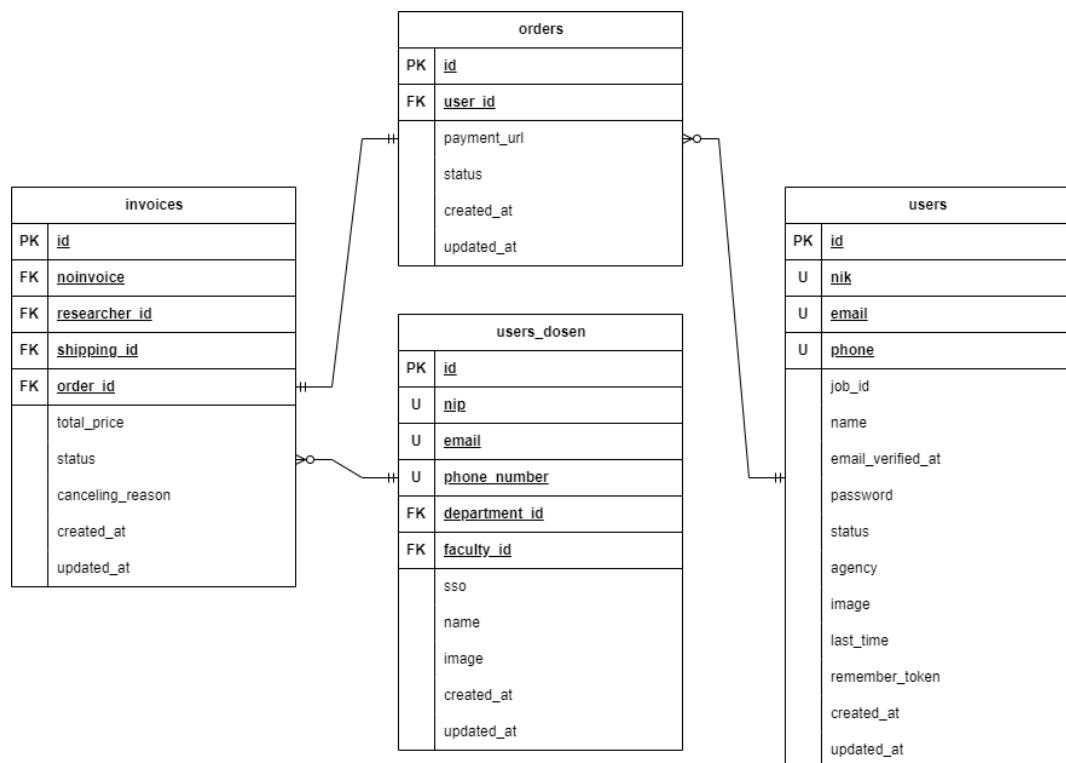 orders
PK id
FK user_id
payment_url
status
created_at
updated_at
invoices
PK id
FK noinvoice
FK researcher_id
FK shipping_id
FK order_id
total_price
status
canceling_reason
created_at
updated_at
users_dosen
PK id
U nip
U email
U phone_number
FK department_id
FK faculty_id
sso
name
image
created_at
updated_at
users
PK id
U nik
U email
U phone
job_id
name
email_verified_at
password
status
agency
image
last_time
remember_token
created_at
updated_at